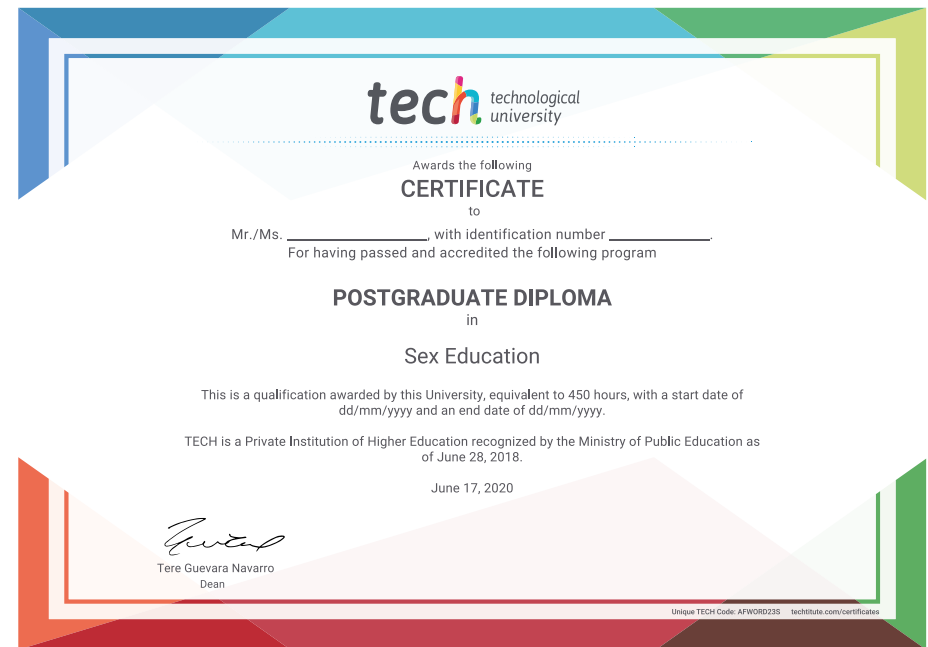 tech technological
university
Awards the following
CERTIFICATE
to
Mr./Ms. ____________________, with identification number ______________.
For having passed and accredited the following program
POSTGRADUATE DIPLOMA
in
Sex Education
This is a qualification awarded by this University, equivalent to 450 hours, with a start date of
dd/mm/yyyy and an end date of dd/mm/yyyy.
TECH is a Private Institution of Higher Education recognized by the Ministry of Public Education as
of June 28, 2018.
June 17, 2020
Tere Guevara Navarro
Dean
Unique TECH Code: AFWORD23S techtitute.com/certificates